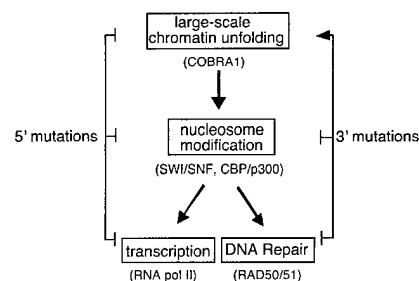 large-scale
chromatin unfolding
(COBRA1)
5' mutations
nucleosome
modification
3' mutations
(SWI/SNF, CBP/p300)
transcription
DNA Repair
(RNA pol II)
(RAD50/51)